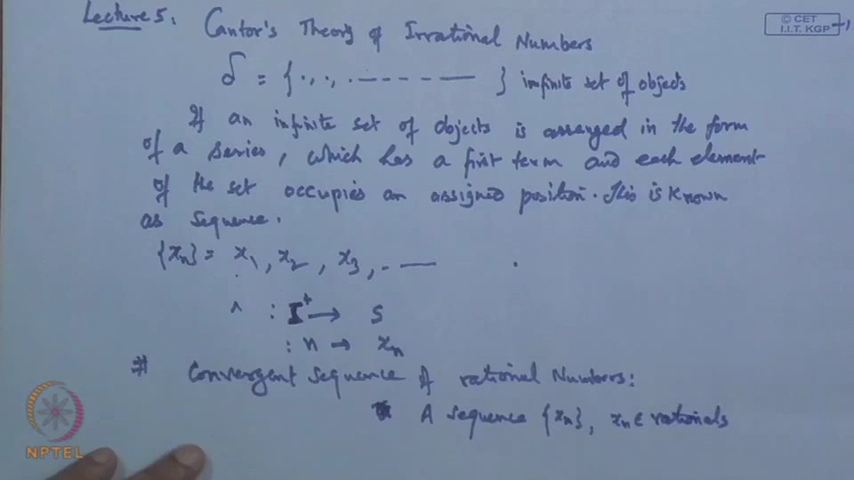 Lecture 5: Cantor's Theory of Irrational Numbers
© CET
I.I.T. KGP
S = {., ., . ------- } infinite set of objects
If an infinite set of objects is arranged in the form
of a series, which has a first term and each element
of the set occupies an assigned position. This is known
as sequence.
{xn} = x1, x2, x3, . ——
: I+ → S
: n → xn
# Convergent sequence of rational Numbers:
A sequence {xn}, xn ∈ rationals
NPTEL